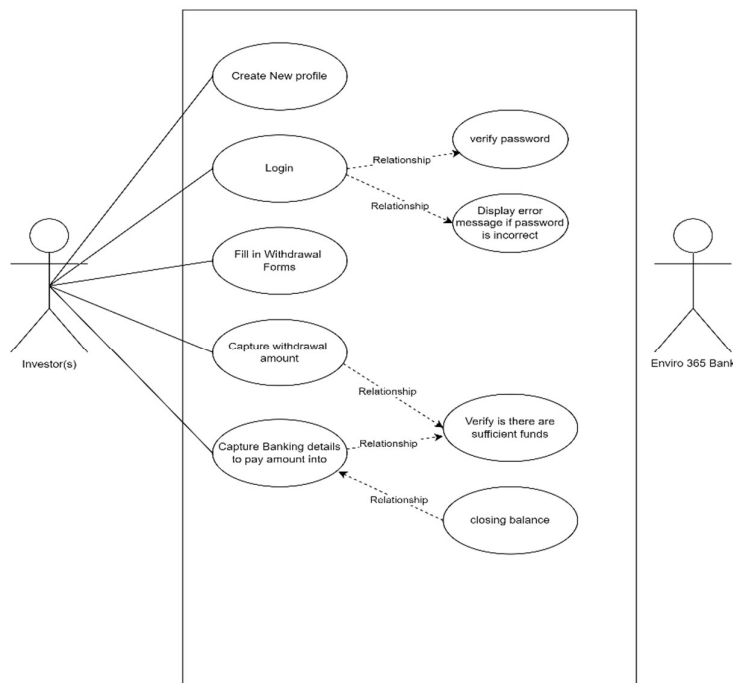 Create New profile
verify password
Relationship
Login
Relationship
Display error
message if password
is incorrect
Fill in Withdrawal
Forms
Investor(s)
Enviro 365 Bank
Capture withdrawal
amount
Relationship
Verify is there are
sufficient funds
Capture Banking details
to pay amount into
Relationship
Relationship
closing balance